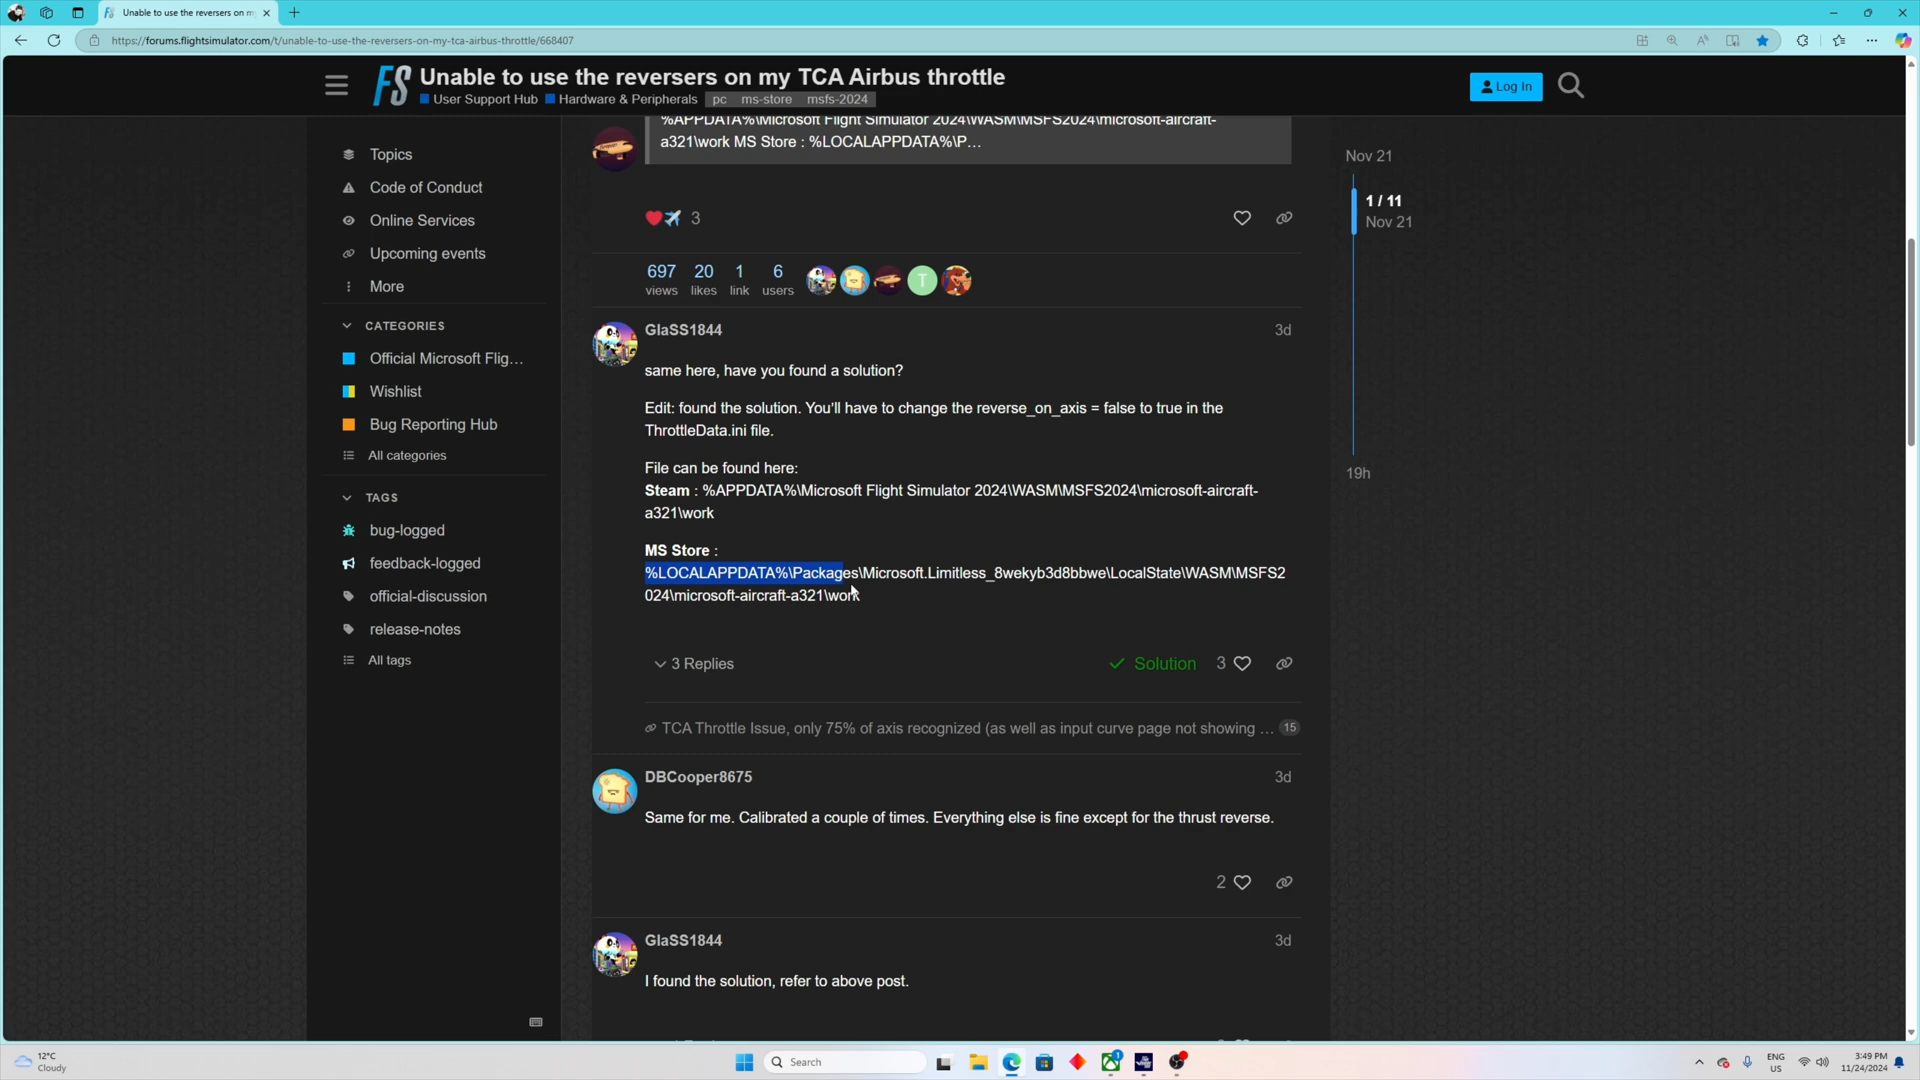 Unable to use the reversers on m
https://forums.flightsimulator.com/t/unable-to-use-the-reversers-on-my-tca-airbus-throttle/668407
FS
Unable to use the reversers on my TCA Airbus throttle
User Support Hub Hardware & Peripherals pc ms-store msfs-2024
Log In
Topics
Code of Conduct
Online Services
Upcoming events
More
CATEGORIES
Official Microsoft Flig…
Wishlist
Bug Reporting Hub
All categories
TAGS
bug-logged
feedback-logged
official-discussion
release-notes
All tags
%APPDATA%\Microsoft Flight Simulator 2024\WASM\MSFS2024\microsoft-aircraft-
a321\work MS Store : %LOCALAPPDATA%\P…
3
697 20 1 6
views likes link users
T
GlaSS1844 3d
same here, have you found a solution?
Edit: found the solution. You'll have to change the reverse_on_axis = false to true in the
ThrottleData.ini file.
File can be found here:
Steam : %APPDATA%\Microsoft Flight Simulator 2024\WASM\MSFS2024\microsoft-aircraft-
a321\work
MS Store :
%LOCALAPPDATA%\Packages\Microsoft.Limitless_8wekyb3d8bbwe\LocalState\WASM\MSFS2
024\microsoft-aircraft-a321\work
3 Replies
Solution 3
TCA Throttle Issue, only 75% of axis recognized (as well as input curve page not showing … 15
DBCooper8675 3d
Same for me. Calibrated a couple of times. Everything else is fine except for the thrust reverse.
2
GlaSS1844 3d
I found the solution, refer to above post.
Nov 21
1 / 11
Nov 21
19h
12°C
Cloudy
Search
1
ENG
US
3:49 PM
11/24/2024